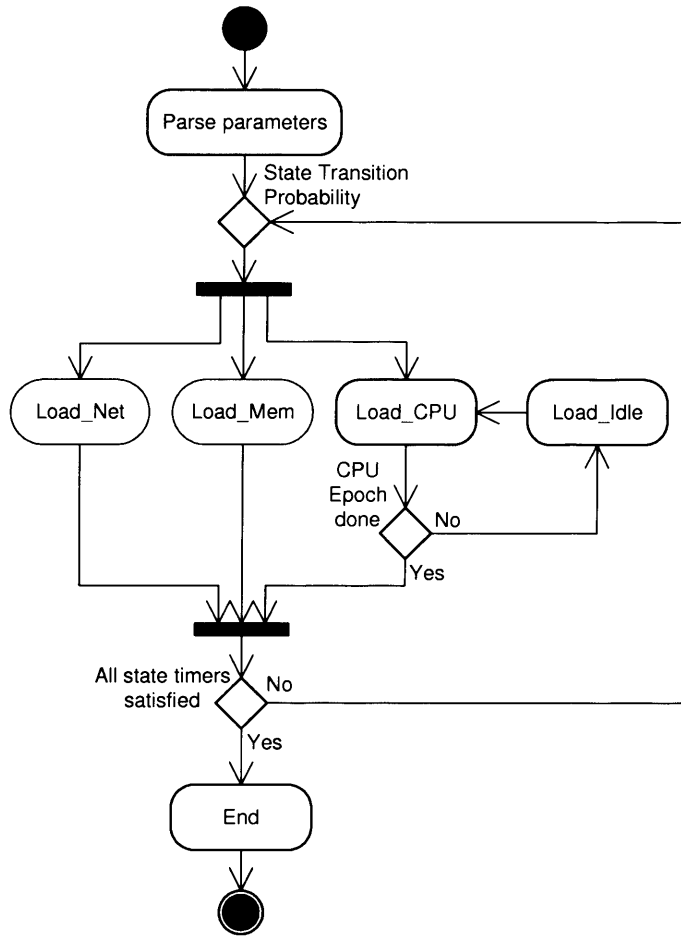 Parse parameters
State Transition
Probability
Load_Net
Load_Mem
Load_CPU
Load_Idle
CPU
Epoch
done
No
Yes
All state timers
satisfied
No
Yes
End